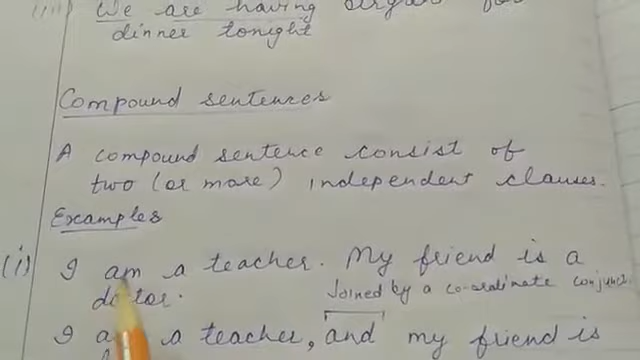 (iii) We are having
dinner tonight
Compound sentences
A compound sentence consist of
two (or more) independent clauses.
Examples
(i) I am a teacher. My friend is a
doctor.
Joined by a co-ordinate
I a a teacher, and my friend is